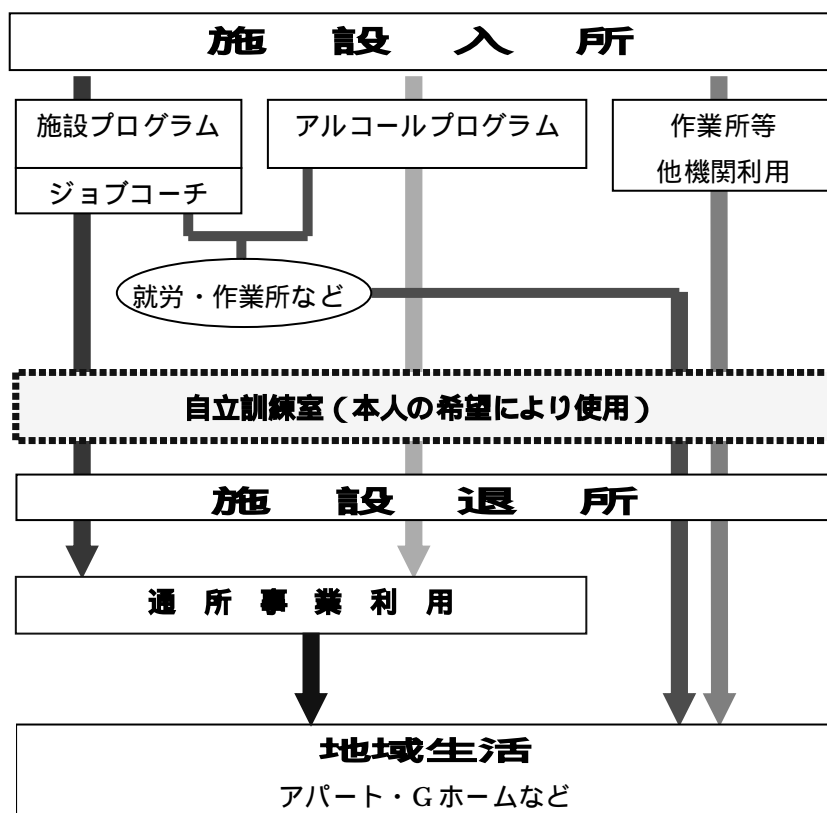 施設入所
施設プログラム
ジョブコーチ
アルコールプログラム
作業所等
他機関利用
就労・作業所など
自立訓練室(本人の希望により使用)
施設退所
通所事業利用
地域生活
アパート・Gホームなど